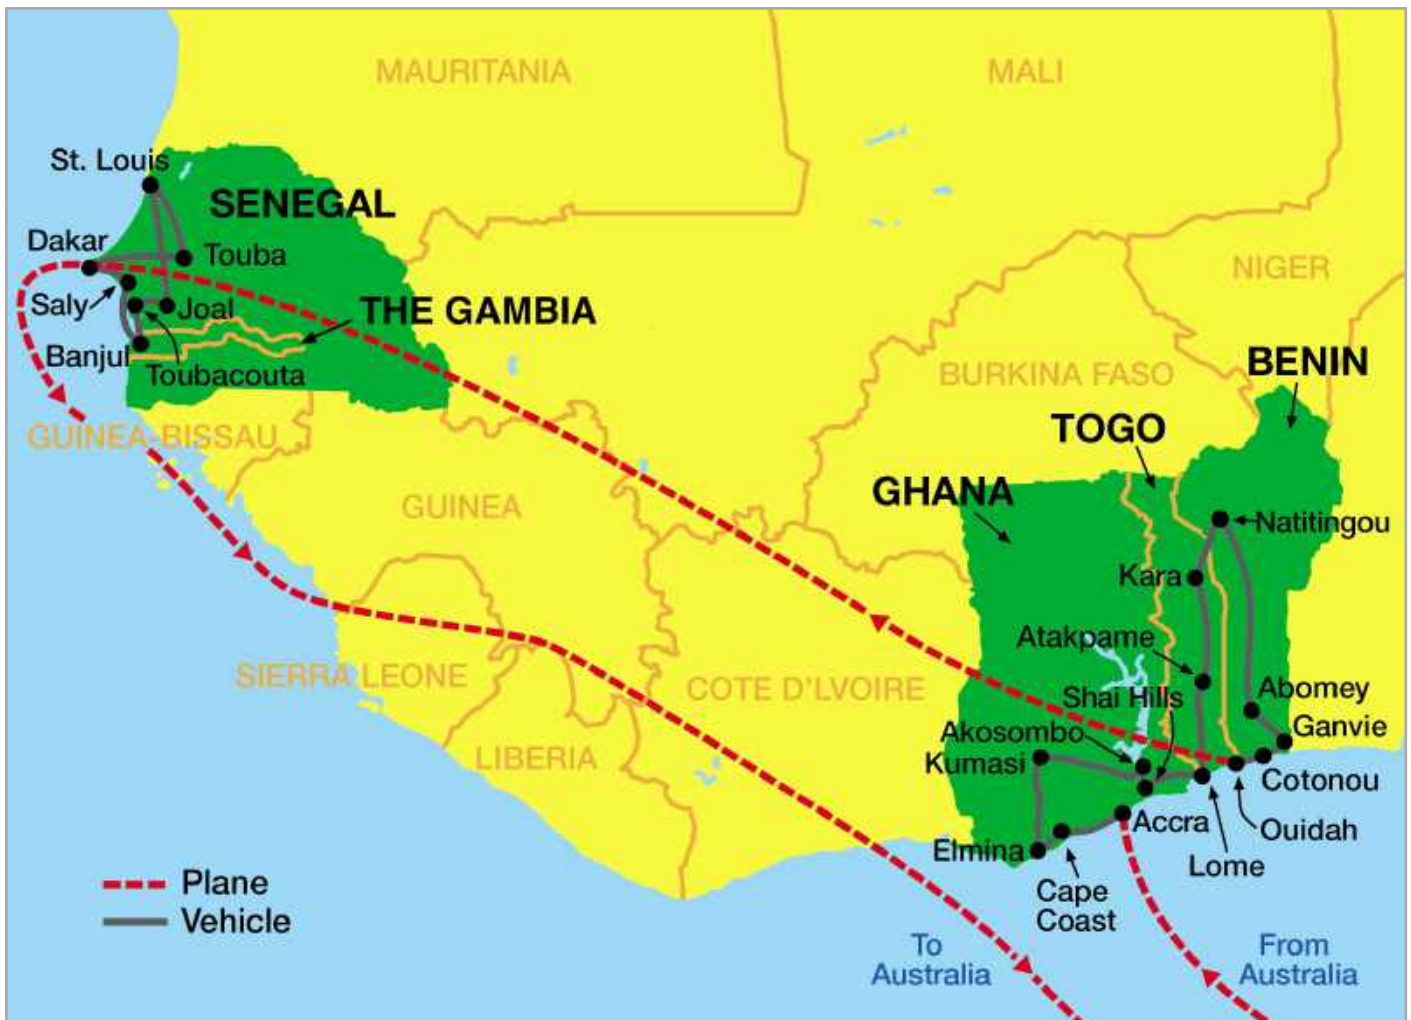 MAURITANIA
MALI
St. Louis
SENEGAL
Dakar
Touba
NIGER
Saly
Joal
THE GAMBIA
Banjul
Toubacouta
BURKINA FASO
BENIN
GUINEA-BISSAU
TOGO
GHANA
GUINEA
Natitingou
Kara
Atakpame
SIERRA LEONE
COTE D'LVOIRE
Shai Hills
Abomey
Ganvie
Akosombo
LIBERIA
Kumasi
Cotonou
Accra
Ouidah
Elmina
Lome
Plane
Cape
Coast
Vehicle
To
Australia
From
Australia